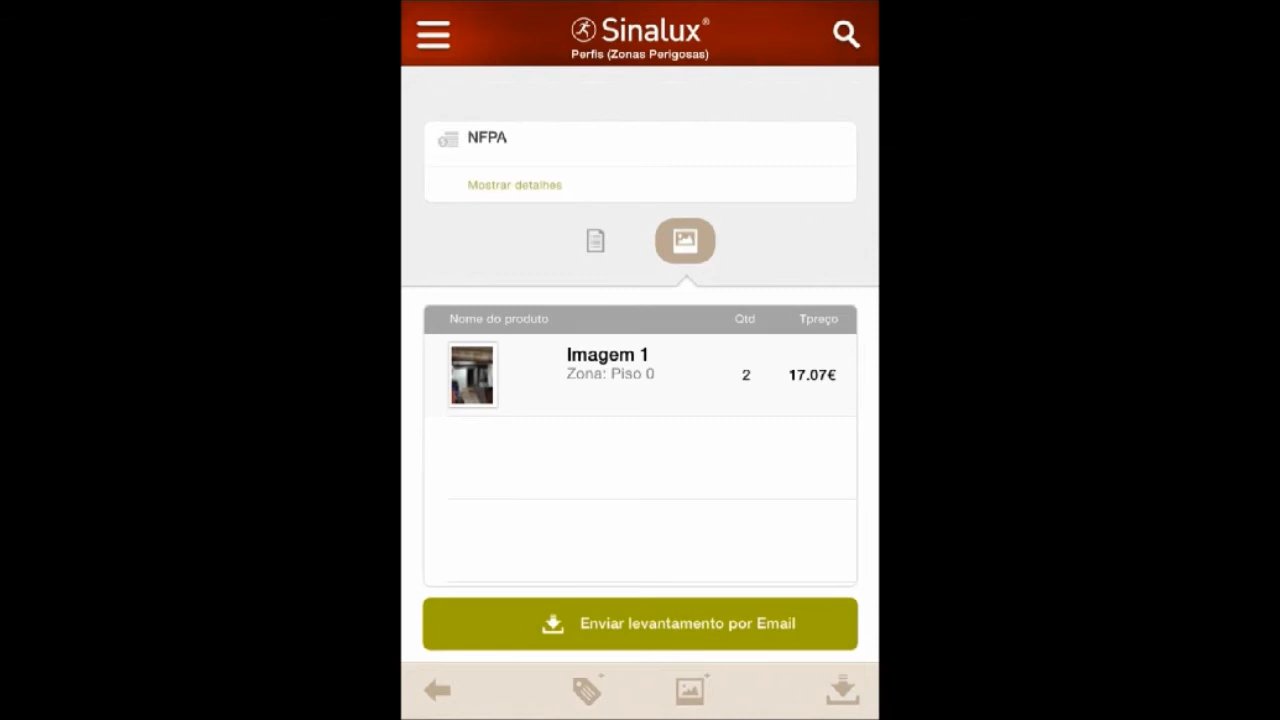 Sinalux®
Perfis (Zonas Perigosas)
NFPA
Mostrar detalhes
Nome do produto Qtd Tpreço
Imagem 1
Zona: Piso 0
2 17.07€
Enviar levantamento por Email